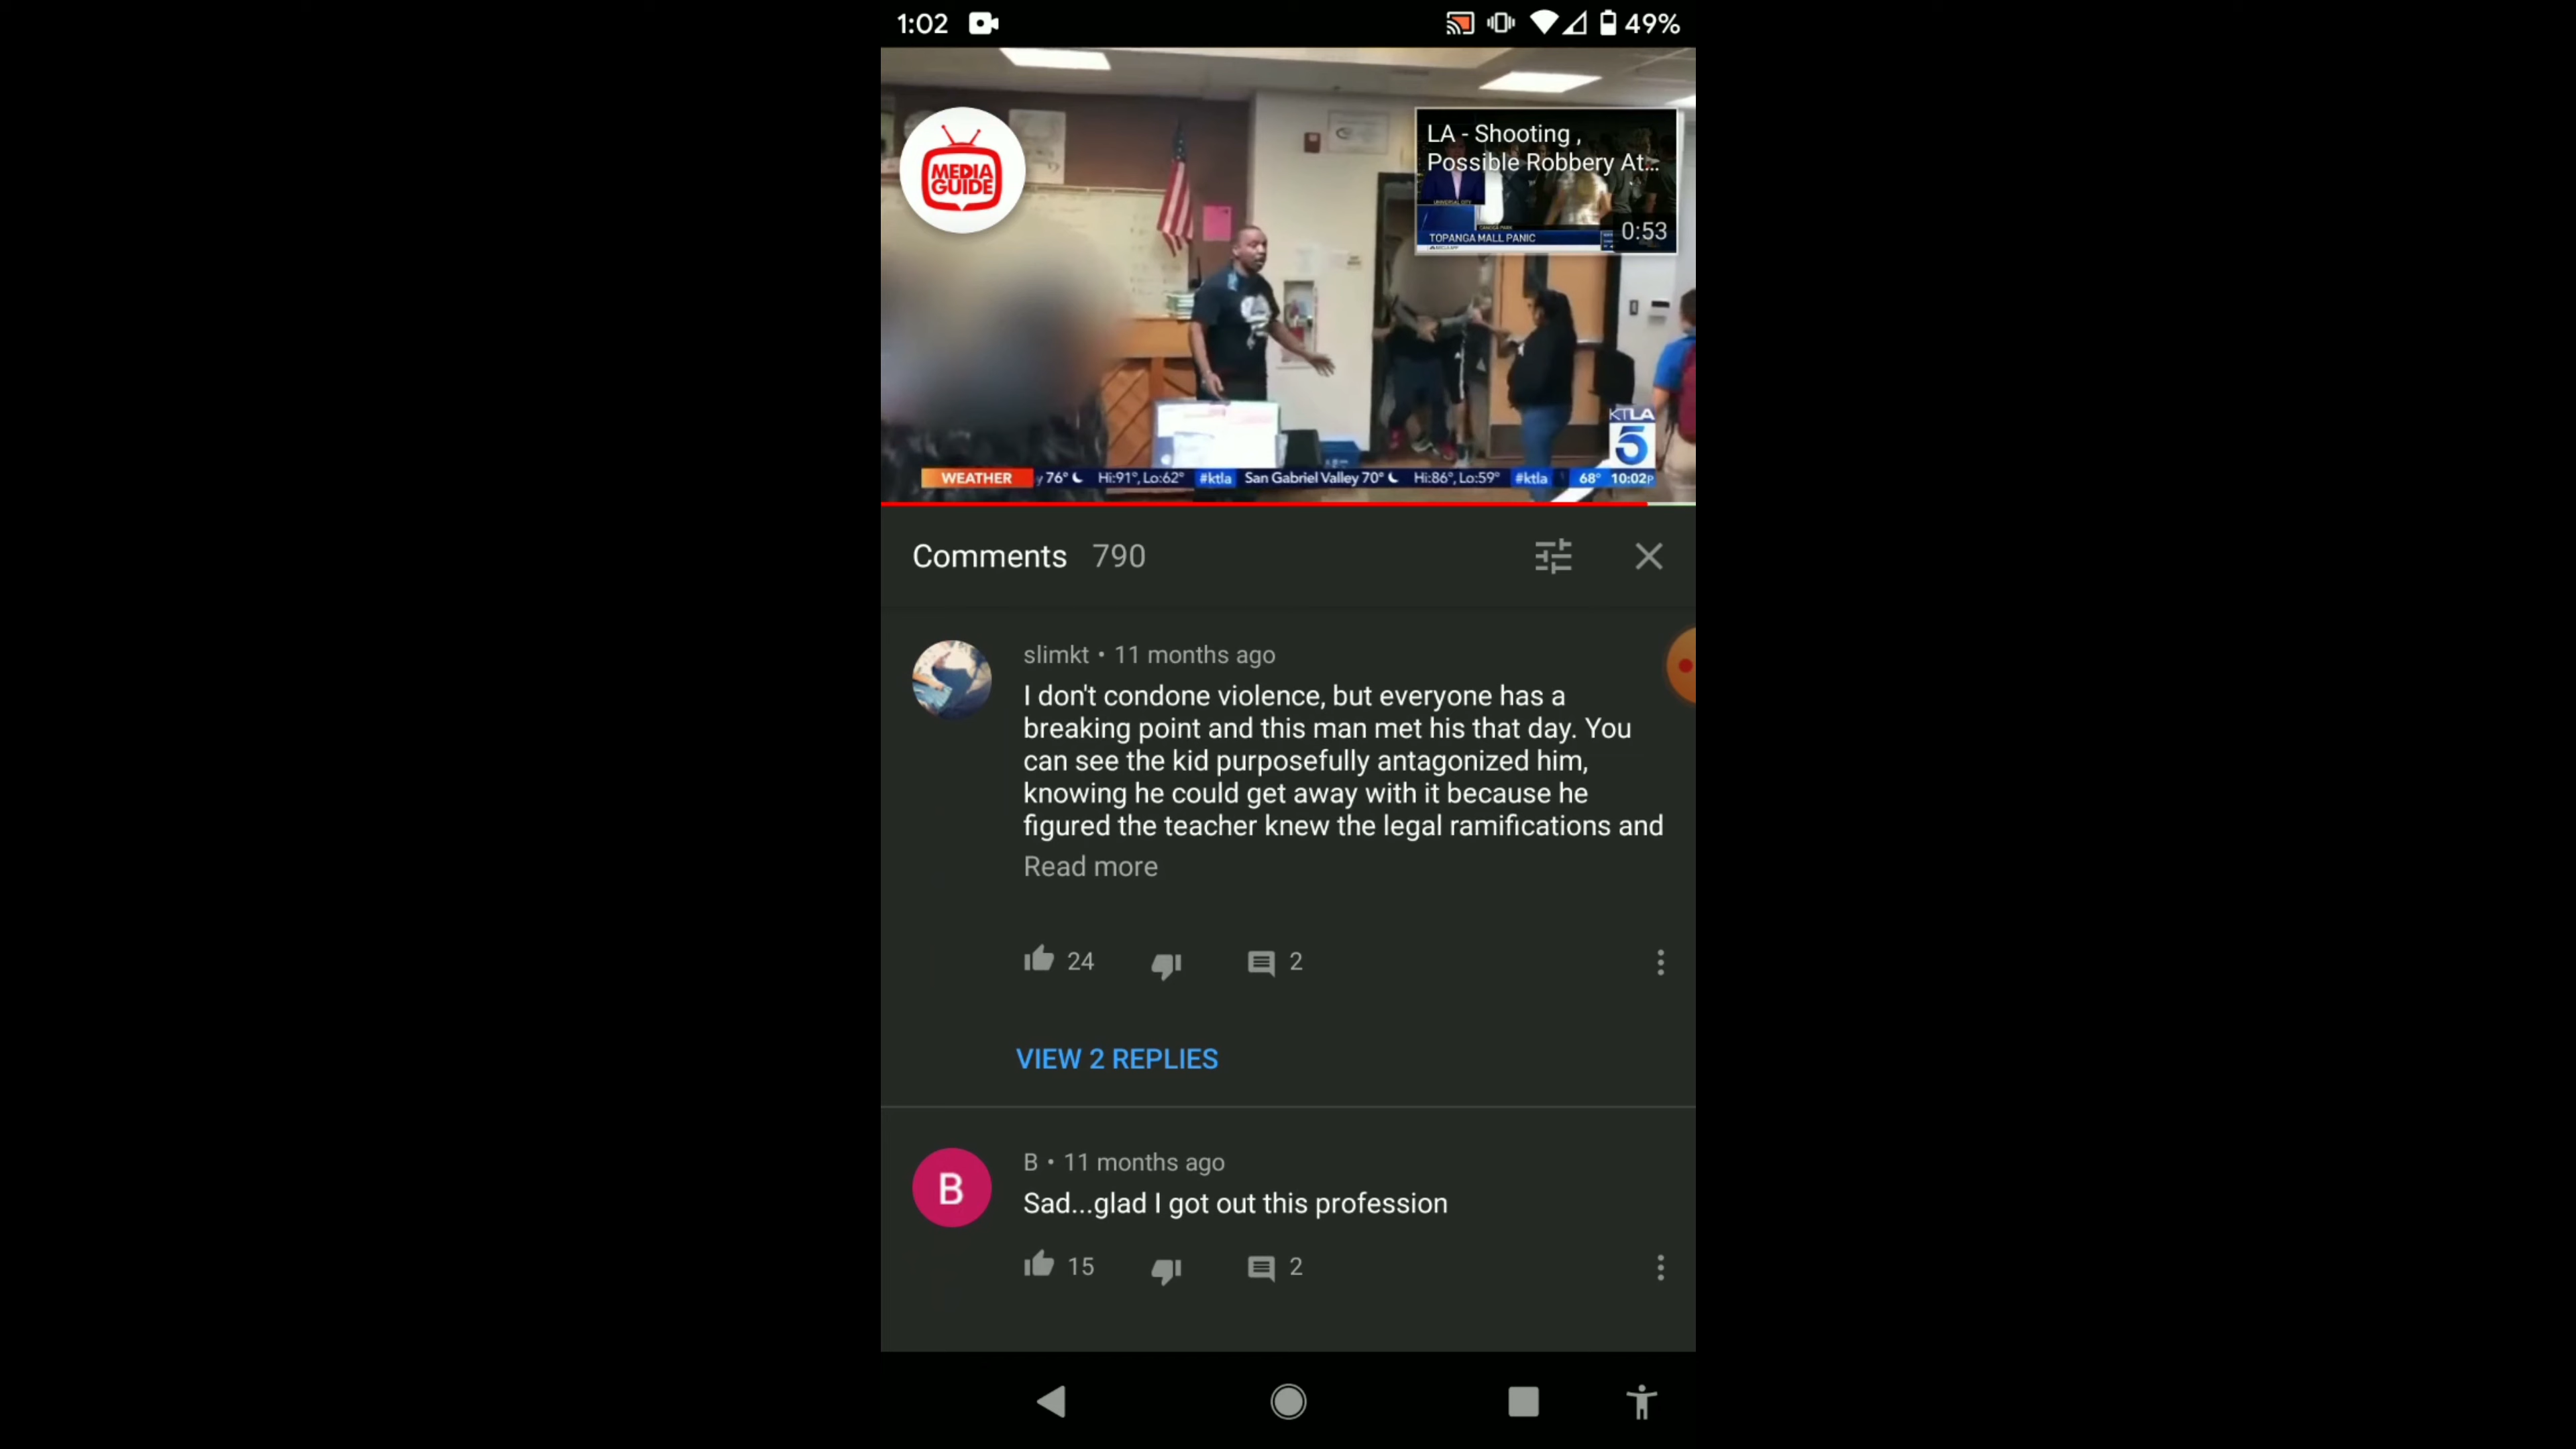 1:02
49%
MEDIA
GUIDE
LA - Shooting ,
Possible Robbery At...
UNIVERSAL CITY
CANOGA PARK
TOPANGA MALL PANIC
0:53
KTLA
5
WEATHER y 76° Hi:91°, Lo:62° #ktla San Gabriel Valley 70° Hi:86°, Lo:59° #ktla 68° 10:02P
Comments 790
slimkt • 11 months ago
I don't condone violence, but everyone has a
breaking point and this man met his that day. You
can see the kid purposefully antagonized him,
knowing he could get away with it because he
figured the teacher knew the legal ramifications and
Read more
24 2
VIEW 2 REPLIES
B
B • 11 months ago
Sad...glad I got out this profession
15 2